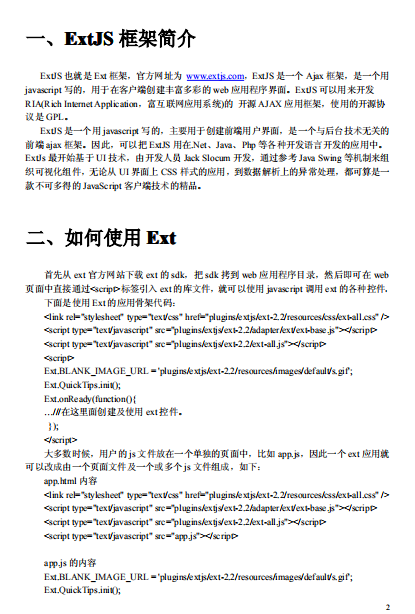 一、ExtJS 框架简介
ExtJS 也就是 Ext 框架，官方网址为 www.extjs.com，ExtJS 是一个 Ajax 框架，是一个用
javascript 写的，用于在客户端创建丰富多彩的 web 应用程序界面。ExtJS 可以用来开发
RIA(Rich Internet Application，富互联网应用系统)的 开源 AJAX 应用框架，使用的开源协
议是 GPL。
ExtJS 是一个用 javascript 写的，主要用于创建前端用户界面，是一个与后台技术无关的
前端 ajax 框架。因此，可以把 ExtJS 用在.Net、Java、Php 等各种开发语言开发的应用中。
ExtJs 最开始基于 UI 技术，由开发人员 Jack Slocum 开发，通过参考 Java Swing 等机制来组
织可视化组件，无论从 UI 界面上 CSS 样式的应用，到数据解析上的异常处理，都可算是一
款不可多得的 JavaScript 客户端技术的精品。
二、如何使用 Ext
首先从 ext 官方网站下载 ext 的 sdk，把 sdk 拷到 web 应用程序目录，然后即可在 web
页面中直接通过<script>标签引入 ext 的库文件，就可以使用 javascript 调用 ext 的各种控件，
下面是使用 Ext 的应用骨架代码：
<link rel="stylesheet" type="text/css" href="plugins/extjs/ext-2.2/resources/css/ext-all.css" />
<script type="text/javascript" src="plugins/extjs/ext-2.2/adapter/ext/ext-base.js"></script>
<script type="text/javascript" src="plugins/extjs/ext-2.2/ext-all.js"></script>
<script>
Ext.BLANK_IMAGE_URL = 'plugins/extjs/ext-2.2/resources/images/default/s.gif';
Ext.QuickTips.init();
Ext.onReady(function(){
…///在这里面创建及使用 ext 控件。
});
</script>
大多数时候，用户的 js 文件放在一个单独的页面中，比如 app.js，因此一个 ext 应用就
可以改成由一个页面文件及一个或多个 js 文件组成，如下：
app.html 内容
<link rel="stylesheet" type="text/css" href="plugins/extjs/ext-2.2/resources/css/ext-all.css" />
<script type="text/javascript" src="plugins/extjs/ext-2.2/adapter/ext/ext-base.js"></script>
<script type="text/javascript" src="plugins/extjs/ext-2.2/ext-all.js"></script>
<script type="text/javascript" src="app.js"></script>
app.js 的内容
Ext.BLANK_IMAGE_URL = 'plugins/extjs/ext-2.2/resources/images/default/s.gif';
Ext.QuickTips.init();
2